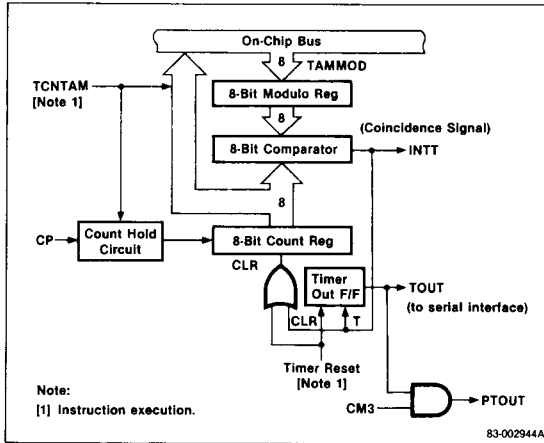 On-Chip Bus
8
TAMMOD
TCNTAM
[Note 1]
8-Bit Modulo Reg
8
(Coincidence Signal)
8-Bit Comparator
INTT
8
CP
Count Hold
Circuit
8-Bit Count Reg
CLR
Timer
Out F/F
TOUT
(to serial interface)
CLR
T
Timer Reset
[Note 1]
Note:
[1] Instruction execution.
CM3
PTOUT
83-002944A